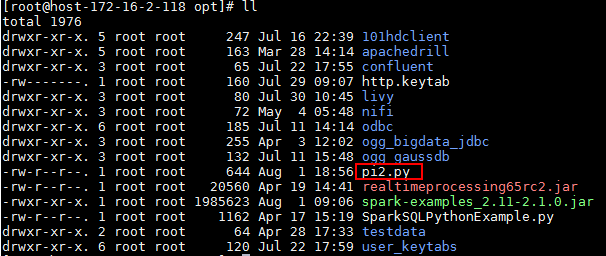 [root@host-172-16-2-118 opt]# ll
total 1976
drwxr-xr-x. 5 root root     247 Jul 16 22:39 101hdclient
drwxr-xr-x. 5 root root     163 Mar 28 14:14 apachedrill
drwxr-xr-x. 3 root root      65 Jul 22 17:55 confluent
-rw-------. 1 root root     160 Jul 29 09:07 http.keytab
drwxr-xr-x. 3 root root      80 Jul 30 10:45 livy
drwxr-xr-x. 3 root root      72 May  4 05:48 nifi
drwxr-xr-x. 6 root root     185 Jul 11 14:14 odbc
drwxr-xr-x. 6 root root     255 Apr  3 12:02 ogg_bigdata_jdbc
drwxr-xr-x. 3 root root     132 Jul 11 15:48 ogg_gaussdb
-rw-r--r--. 1 root root     644 Aug  1 18:56 pi2.py
-rw-r--r--. 1 root root   20560 Apr 19 14:41 realtimeprocessing65rc2.jar
-rwxr-xr-x. 1 root root 1985623 Aug  1 09:06 spark-examples_2.11-2.1.0.jar
-rw-r--r--. 1 root root    1162 Apr 17 15:19 SparkSQLPythonExample.py
drwxr-xr-x. 2 root root      64 Apr 28 17:33 testdata
drwxr-xr-x. 6 root root     120 Jul 22 17:59 user_keytabs